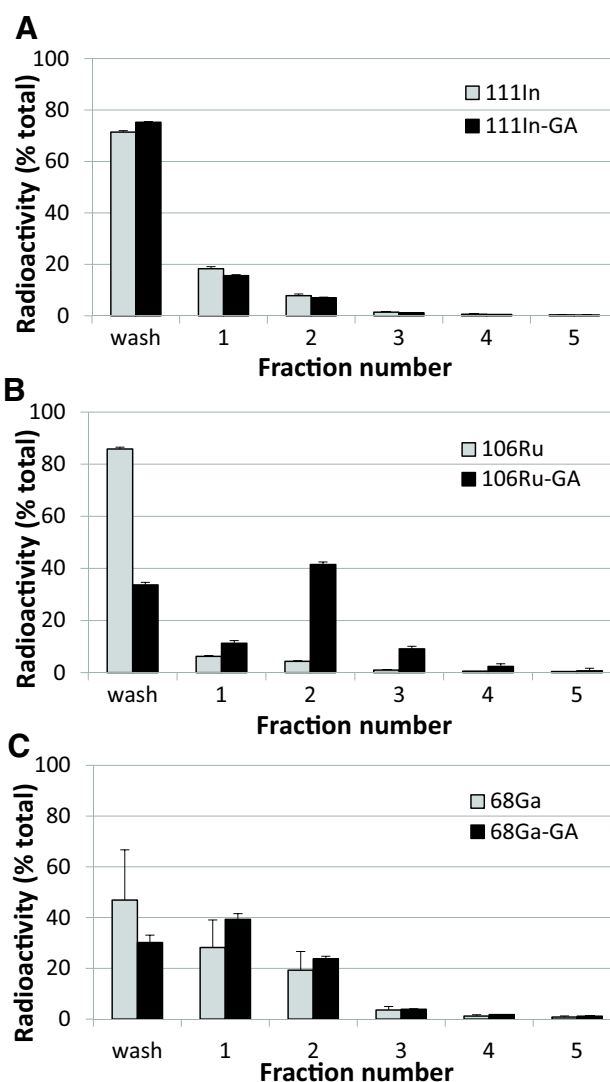 A
Radioactivity (% total)
100
80
60
40
20
0
111In
111In-GA
wash 1 2 3 4 5
Fraction number
B
Radioactivity (% total)
100
80
60
40
20
0
106Ru
106Ru-GA
wash 1 2 3 4 5
Fraction number
C
Radioactivity (% total)
100
80
60
40
20
0
68Ga
68Ga-GA
wash 1 2 3 4 5
Fraction number